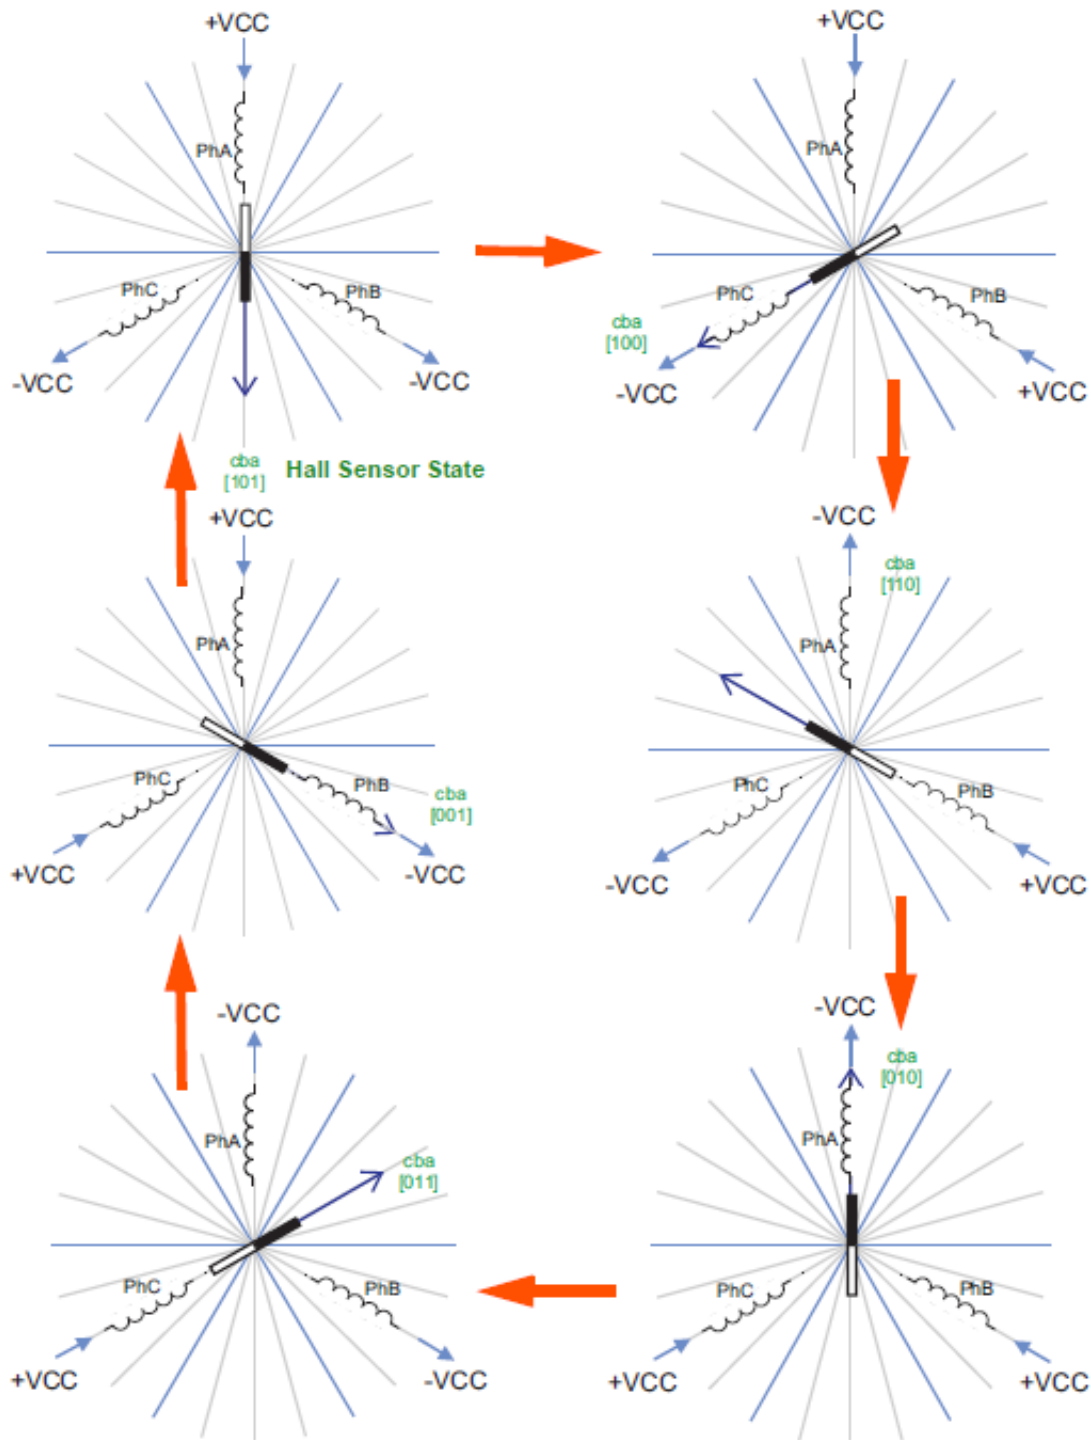 +VCC
PhA
PhC
PhB
-VCC
-VCC
cba
[101]
Hall Sensor State
+VCC
PhA
PhC
PhB
cba
[100]
-VCC
+VCC
+VCC
PhA
PhC
PhB
cba
[001]
+VCC
-VCC
-VCC
cba
[110]
PhA
PhC
PhB
-VCC
+VCC
-VCC
PhA
cba
[011]
PhC
PhB
+VCC
-VCC
-VCC
cba
[010]
PhA
PhC
PhB
+VCC
+VCC